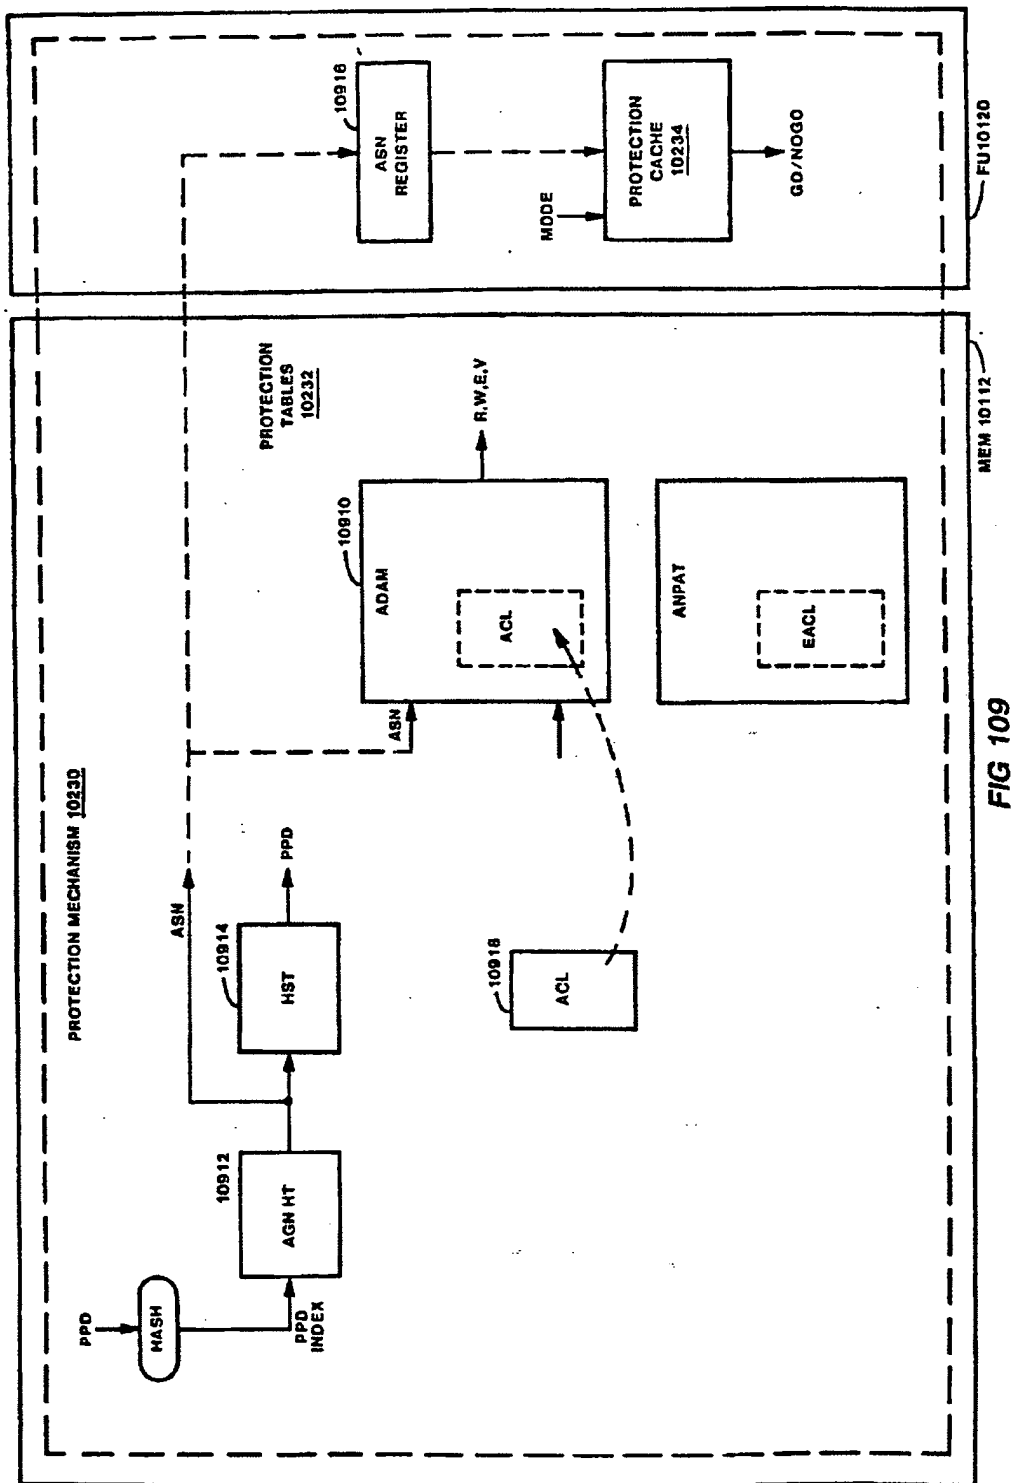 PPD
HASH
PPD
INDEX
10912
AGN HT
PROTECTION MECHANISM 10230
ASN
10914
HST
PPD
10918
ACL
PROTECTION
TABLES
10232
10910
ADAM
ASN
ACL
R,W,E,V
ANPAT
EACL
MEM 10112
10916
ASN
REGISTER
MODE
PROTECTION
CACHE
10234
GO/NOGO
FU10120
FIG 109